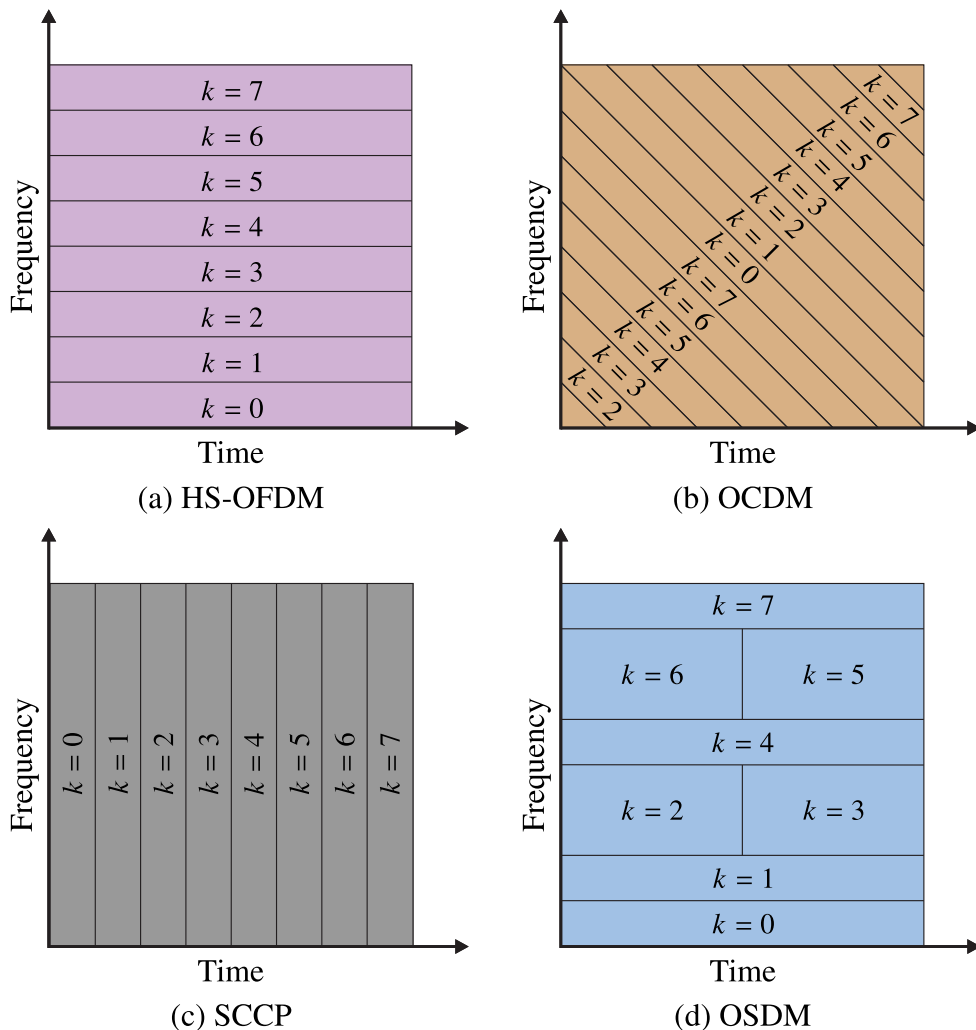 Frequency
k = 7
k = 6
k = 5
k = 4
k = 3
k = 2
k = 1
k = 0
Time
(a) HS-OFDM
Frequency
k = 7
k = 6
k = 5
k = 4
k = 3
k = 2
k = 1
k = 0
k = 7
k = 6
k = 5
k = 4
k = 3
k = 2
Time
(b) OCDM
Frequency
k = 0
k = 1
k = 2
k = 3
k = 4
k = 5
k = 6
k = 7
Time
(c) SCCP
Frequency
k = 7
k = 6
k = 5
k = 4
k = 2
k = 3
k = 1
k = 0
Time
(d) OSDM